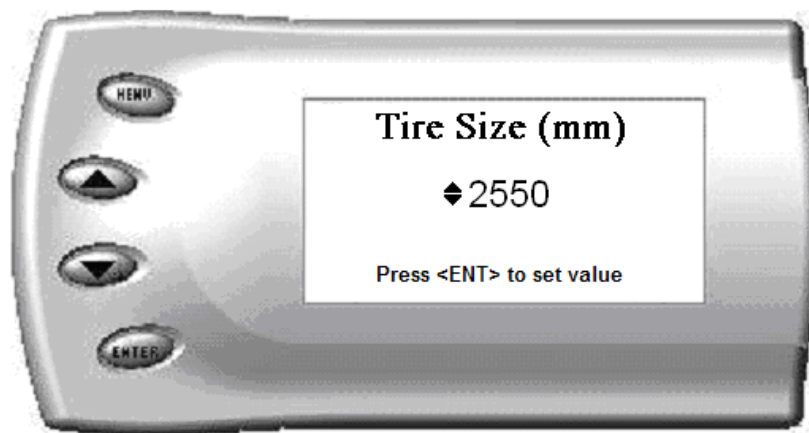 MENU
Tire Size (mm)
2550
Press <ENT> to set value
ENTER